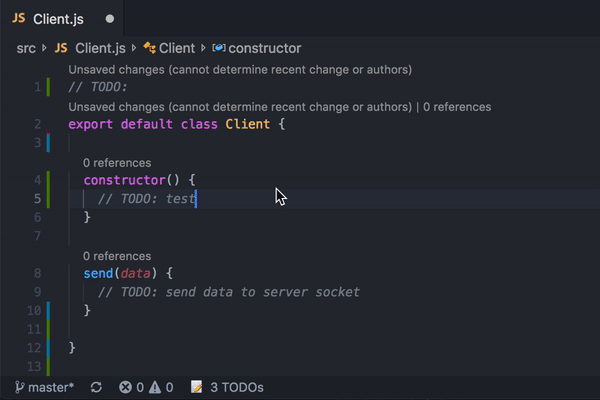 JS Client.js
src JS Client.js Client constructor
Unsaved changes (cannot determine recent change or authors)
1 // TODO:
Unsaved changes (cannot determine recent change or authors) | 0 references
2 export default class Client {
3
0 references
4 constructor() {
5 // TODO: test
6 }
7
0 references
8 send(data) {
9 // TODO: send data to server socket
10 }
11
12 }
13
master* 0 0 3 TODOs